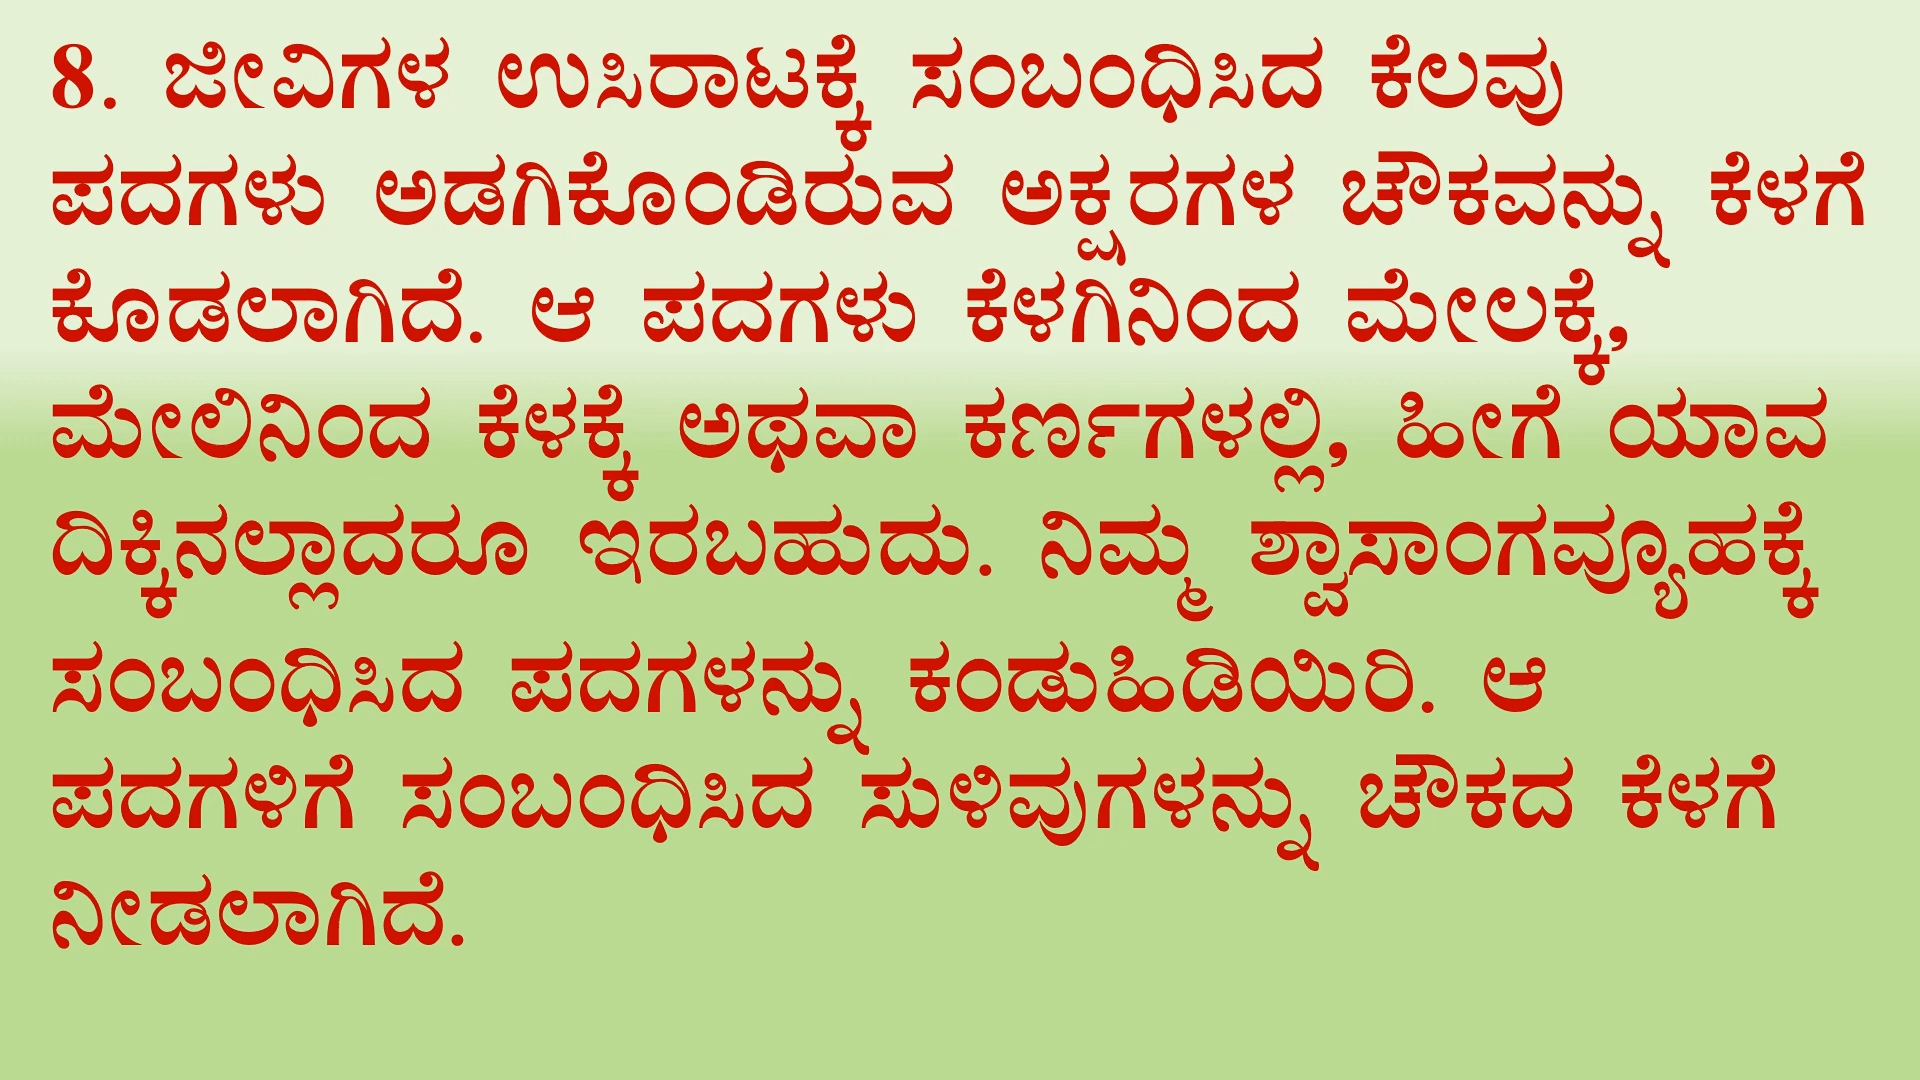 8. ಜೀವಿಗಳ ಉಸಿರಾಟಕ್ಕೆ ಸಂಬಂಧಿಸಿದ ಕೆಲವು
ಪದಗಳು ಅಡಗಿಕೊಂಡಿರುವ ಅಕ್ಷರಗಳ ಚೌಕವನ್ನು ಕೆಳಗೆ
ಕೊಡಲಾಗಿದೆ. ಆ ಪದಗಳು ಕೆಳಗಿನಿಂದ ಮೇಲಕ್ಕೆ,
ಮೇಲಿನಿಂದ ಕೆಳಕ್ಕೆ ಅಥವಾ ಕರ್ಣಗಳಲ್ಲಿ, ಹೀಗೆ ಯಾವ
ದಿಕ್ಕಿನಲ್ಲಾದರೂ ಇರಬಹುದು. ನಿಮ್ಮ ಶ್ವಾಸಾಂಗವ್ಯೂಹಕ್ಕೆ
ಸಂಬಂಧಿಸಿದ ಪದಗಳನ್ನು ಕಂಡುಹಿಡಿಯಿರಿ. ಆ
ಪದಗಳಿಗೆ ಸಂಬಂಧಿಸಿದ ಸುಳಿವುಗಳನ್ನು ಚೌಕದ ಕೆಳಗೆ
ನೀಡಲಾಗಿದೆ.